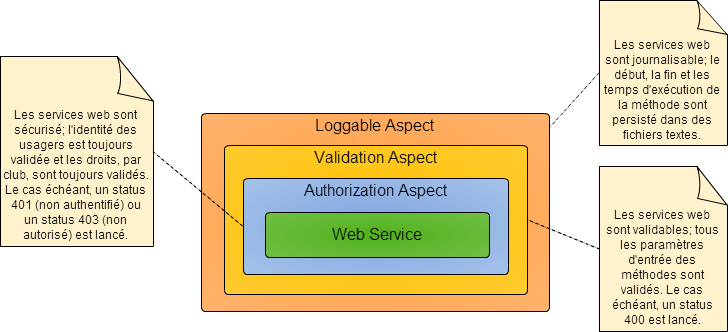 Les services web
sont journalisable; le
début, la fin et les
temps d'exécution de
la méthode sont
persisté dans des
fichiers textes.
Les services web sont
sécurisé; l'identité des
usagers est toujours
validée et les droits, par
club, sont toujours validés.
Le cas échéant, un status
401 (non authentifié) ou
un status 403 (non
autorisé) est lancé.
Loggable Aspect
Validation Aspect
Authorization Aspect
Web Service
Les services web
sont validables; tous
les paramètres
d'entrée des
méthodes sont
validés. Le cas
échéant, un status
400 est lancé.